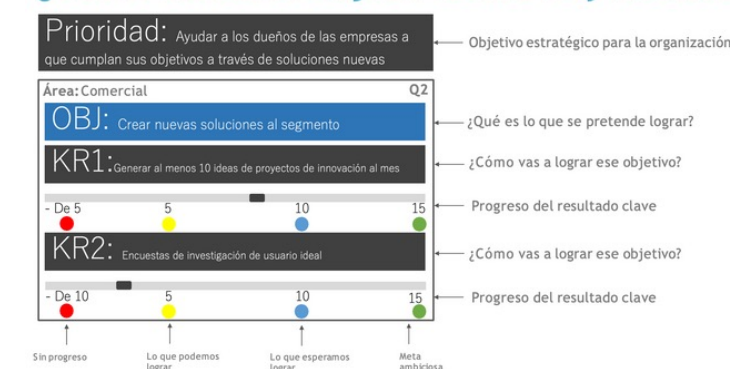 Prioridad: Ayudar a los dueños de las empresas a
que cumplan sus objetivos a través de soluciones nuevas
Objetivo estratégico para la organización
Área: Comercial Q2
OBJ: Crear nuevas soluciones al segmento
¿Qué es lo que se pretende lograr?
KR1: Generar al menos 10 ideas de proyectos de innovación al mes
¿Cómo vas a lograr ese objetivo?
- De 5 5 10 15
Progreso del resultado clave
KR2: Encuestas de investigación de usuario ideal
¿Cómo vas a lograr ese objetivo?
- De 10 5 10 15
Progreso del resultado clave
Sin progreso
Lo que podemos
lograr
Lo que esperamos
lograr
Meta
ambiciosa